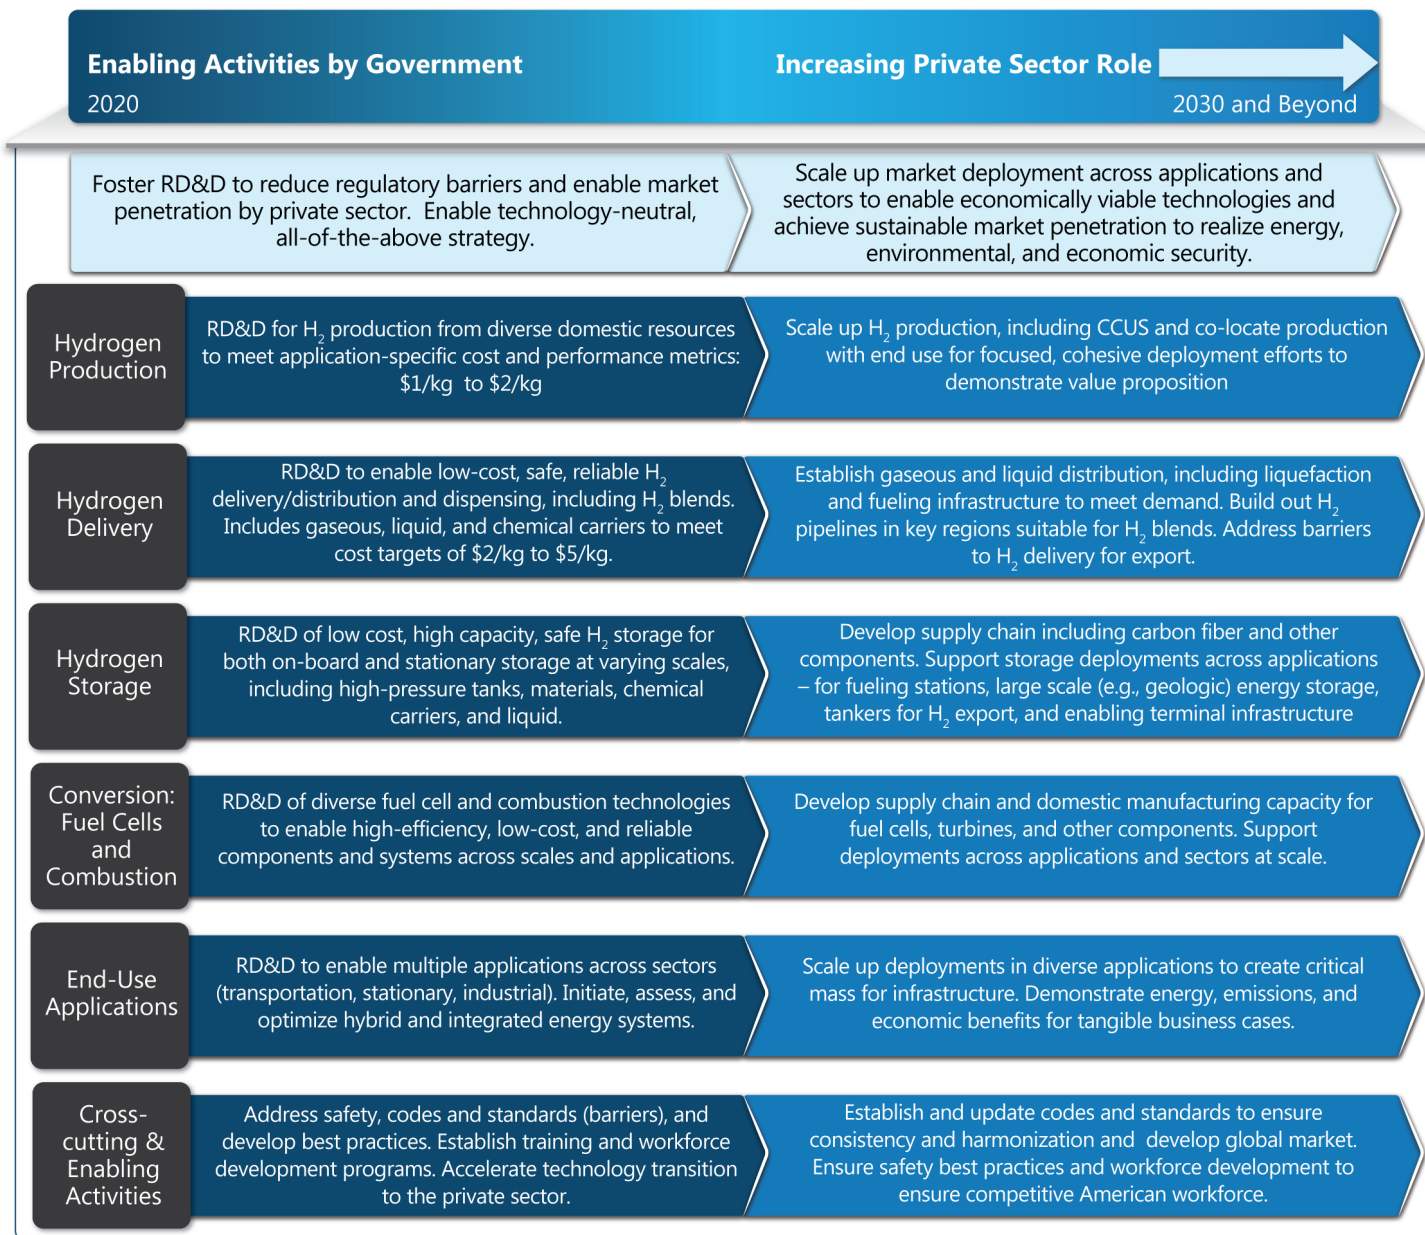 Enabling Activities by Government
2020
Increasing Private Sector Role
2030 and Beyond
Foster RD&D to reduce regulatory barriers and enable market
penetration by private sector.  Enable technology-neutral,
all-of-the-above strategy.
Scale up market deployment across applications and
sectors to enable economically viable technologies and
achieve sustainable market penetration to realize energy,
environmental, and economic security.
Hydrogen
Production
RD&D for H₂ production from diverse domestic resources
to meet application-specific cost and performance metrics:
$1/kg  to $2/kg
Scale up H₂ production, including CCUS and co-locate production
with end use for focused, cohesive deployment efforts to
demonstrate value proposition
Hydrogen
Delivery
RD&D to enable low-cost, safe, reliable H₂
delivery/distribution and dispensing, including H₂ blends.
Includes gaseous, liquid, and chemical carriers to meet
cost targets of $2/kg to $5/kg.
Establish gaseous and liquid distribution, including liquefaction
and fueling infrastructure to meet demand. Build out H₂
pipelines in key regions suitable for H₂ blends. Address barriers
to H₂ delivery for export.
Hydrogen
Storage
RD&D of low cost, high capacity, safe H₂ storage for
both on-board and stationary storage at varying scales,
including high-pressure tanks, materials, chemical
carriers, and liquid.
Develop supply chain including carbon fiber and other
components. Support storage deployments across applications
– for fueling stations, large scale (e.g., geologic) energy storage,
tankers for H₂ export, and enabling terminal infrastructure
Conversion:
Fuel Cells
and
Combustion
RD&D of diverse fuel cell and combustion technologies
to enable high-efficiency, low-cost, and reliable
components and systems across scales and applications.
Develop supply chain and domestic manufacturing capacity for
fuel cells, turbines, and other components. Support
deployments across applications and sectors at scale.
End-Use
Applications
RD&D to enable multiple applications across sectors
(transportation, stationary, industrial). Initiate, assess, and
optimize hybrid and integrated energy systems.
Scale up deployments in diverse applications to create critical
mass for infrastructure. Demonstrate energy, emissions, and
economic benefits for tangible business cases.
Cross-
cutting &
Enabling
Activities
Address safety, codes and standards (barriers), and
develop best practices. Establish training and workforce
development programs. Accelerate technology transition
to the private sector.
Establish and update codes and standards to ensure
consistency and harmonization and  develop global market.
Ensure safety best practices and workforce development to
ensure competitive American workforce.